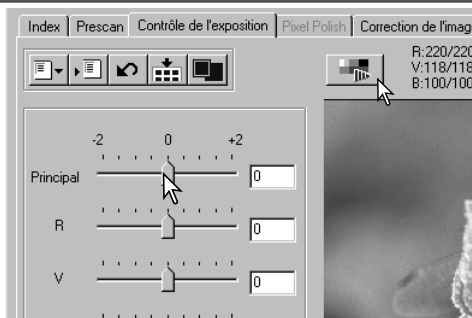 Index Prescan Contrôle de l'exposition Pixel Polish Correction de l'imag
R:220/220
V:118/118
B:100/100
-2 0 +2
Principal 0
R 0
V 0